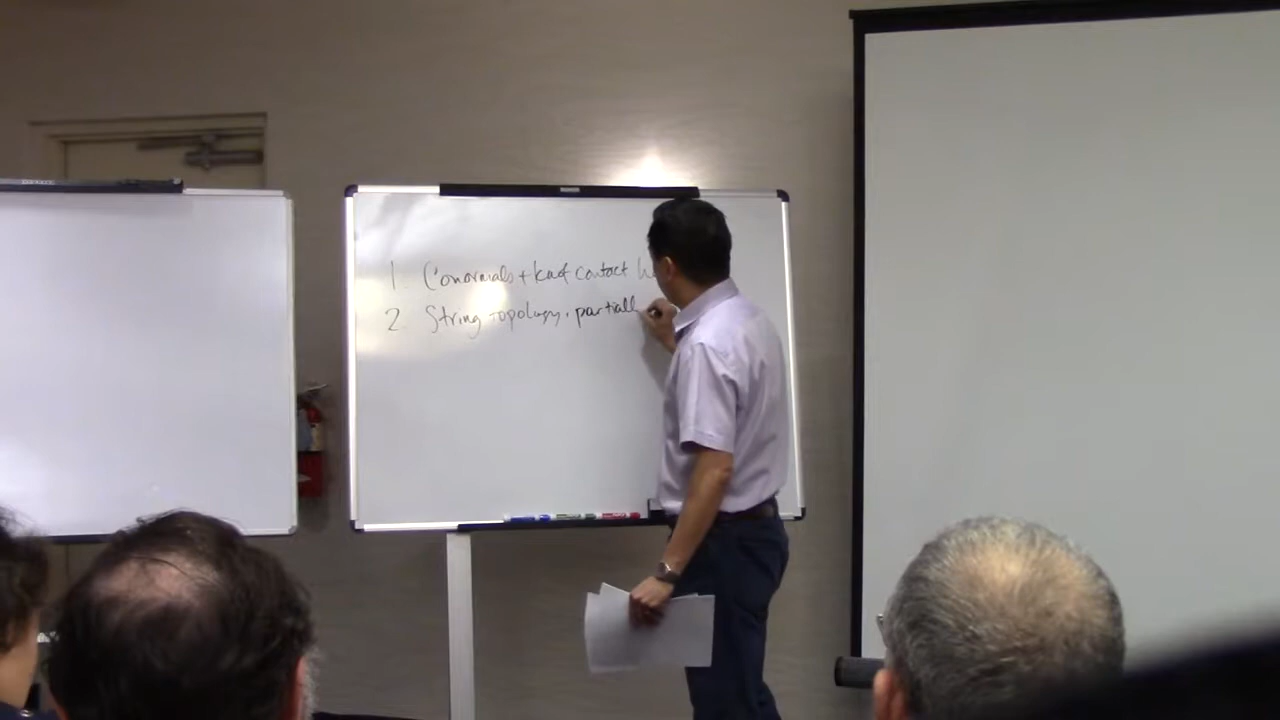 1. Conormals + knot contact h
2. String topology, partiall